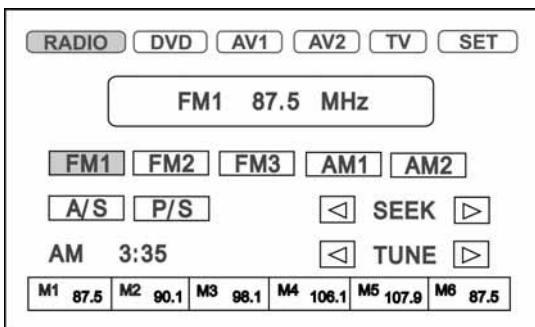 RADIO DVD AV1 AV2 TV SET
FM1 87.5 MHz
FM1 FM2 FM3 AM1 AM2
A/S P/S SEEK
AM 3:35 TUNE
M1 87.5 M2 90.1 M3 98.1 M4 106.1 M5 107.9 M6 87.5